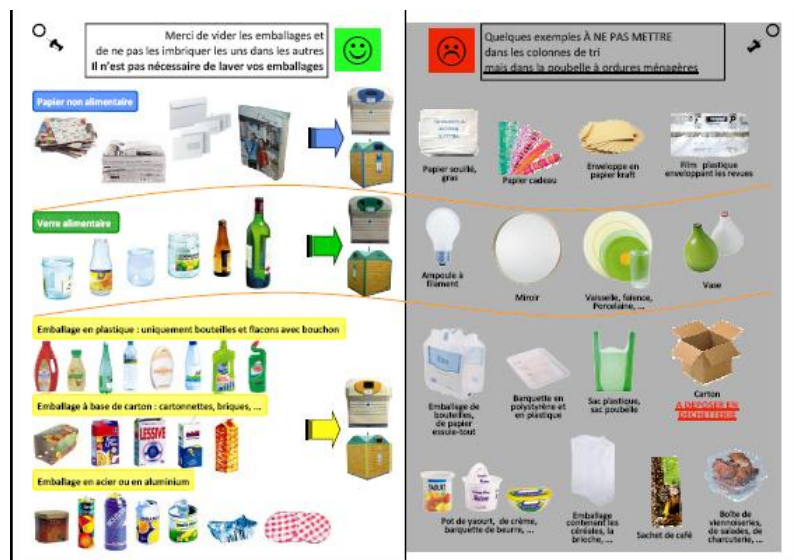 Merci de vider les emballages et
de ne pas les imbriquer les uns dans les autres
Il n'est pas nécessaire de laver vos emballages
Papier non alimentaire
Verre alimentaire
Emballage en plastique : uniquement bouteilles et flacons avec bouchon
Emballage à base de carton : cartonnettes, briques, ...
LESSIVE
Emballage en acier ou en aluminium
Quelques exemples À NE PAS METTRE
dans les colonnes de tri
mais dans la poubelle à ordures ménagères
Papier souillé,
gras
Papier cadeau
Enveloppe en
papier kraft
Film plastique
enveloppant les revues
Ampoule à
filament
Miroir
Vaisselle, faïence,
Porcelaine, ...
Vase
Emballage de
bouteilles,
de papier
essuie-tout
Barquette en
polystyrène et
en plastique
Sac plastique,
sac poubelle
Carton
A DEPOSER EN
DECHETTERIE
YAOURT
Pot de yaourt, de crème,
barquette de beurre, ...
Emballage
contenant les
céréales, la
brioche, ...
Sachet de café
Boîte de
viennoiseries,
de salades, de
charcuterie, ...